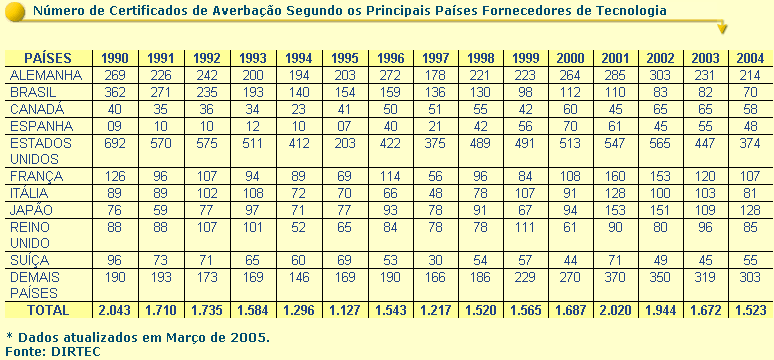 Número de Certificados de Averbação Segundo os Principais Países Fornecedores de Tecnologia
PAÍSES 1990 1991 1992 1993 1994 1995 1996 1997 1998 1999 2000 2001 2002 2003 2004
ALEMANHA 269 226 242 200 194 203 272 178 221 223 264 285 303 231 214
BRASIL 362 271 235 193 140 154 159 136 130 98 112 110 83 82 70
CANADÁ 40 35 36 34 23 41 50 51 55 42 60 45 65 65 58
ESPANHA 09 10 10 12 10 07 40 21 42 56 70 61 45 55 48
ESTADOS 692 570 575 511 412 203 422 375 489 491 513 547 565 447 374
UNIDOS
FRANÇA 126 96 107 94 89 69 114 56 96 84 108 160 153 120 107
ITÁLIA 89 89 102 108 72 70 66 48 78 107 91 128 100 103 81
JAPÃO 76 59 77 97 71 77 93 78 91 67 94 153 151 109 128
REINO 88 88 107 101 52 65 84 78 78 111 61 90 80 96 85
UNIDO
SUÍÇA 96 73 71 65 60 69 53 30 54 57 44 71 49 45 55
DEMAIS 190 193 173 169 146 169 190 166 186 229 270 370 350 319 303
PAÍSES
TOTAL 2.043 1.710 1.735 1.584 1.296 1.127 1.543 1.217 1.520 1.565 1.687 2.020 1.944 1.672 1.523
* Dados atualizados em Março de 2005.
Fonte: DIRTEC